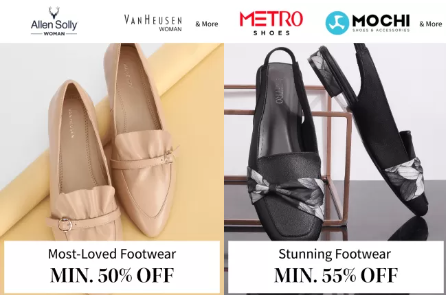 Allen Solly
WOMAN
VAN HEUSEN
WOMAN
& More
METRO
SHOES
MOCHI
SHOES & ACCESSORIES
& More
Most-Loved Footwear
MIN. 50% OFF
Stunning Footwear
MIN. 55% OFF